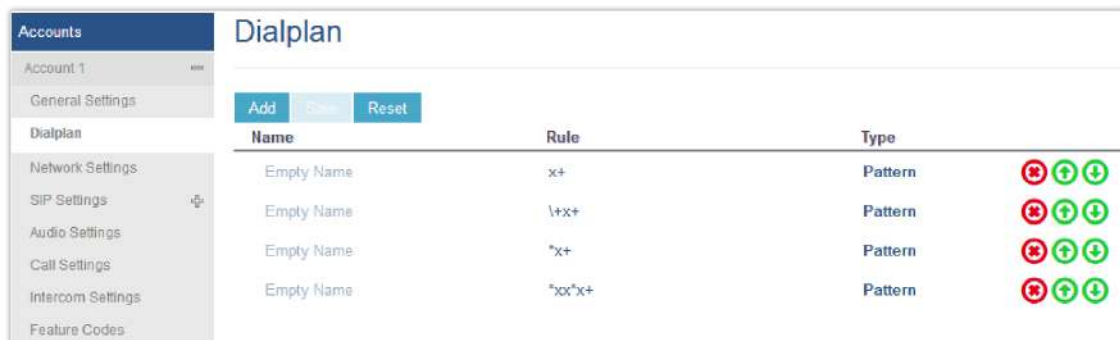 Accounts
Account 1
General Settings
Dialplan
Network Settings
SIP Settings
Audio Settings
Call Settings
Intercom Settings
Feature Codes
Dialplan
Add Save Reset
Name Rule Type
Empty Name x+ Pattern
Empty Name \+x+ Pattern
Empty Name *x+ Pattern
Empty Name *xx*x+ Pattern